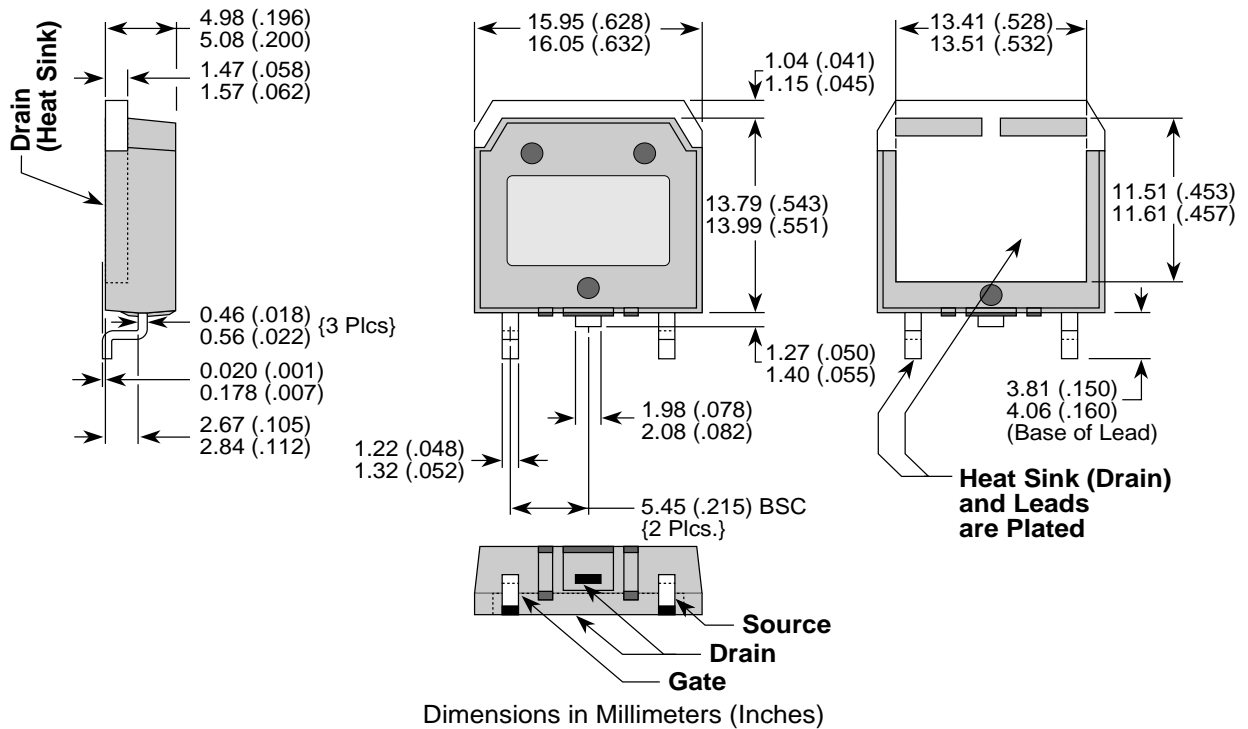 4.98 (.196)
5.08 (.200)
1.47 (.058)
1.57 (.062)
Drain
(Heat Sink)
0.46 (.018)
0.56 (.022) {3 Plcs}
0.020 (.001)
0.178 (.007)
2.67 (.105)
2.84 (.112)
15.95 (.628)
16.05 (.632)
1.04 (.041)
1.15 (.045)
13.79 (.543)
13.99 (.551)
1.27 (.050)
1.40 (.055)
1.98 (.078)
2.08 (.082)
1.22 (.048)
1.32 (.052)
5.45 (.215) BSC
{2 Plcs.}
13.41 (.528)
13.51 (.532)
11.51 (.453)
11.61 (.457)
3.81 (.150)
4.06 (.160)
(Base of Lead)
Heat Sink (Drain)
and Leads
are Plated
Source
Drain
Gate
Dimensions in Millimeters (Inches)